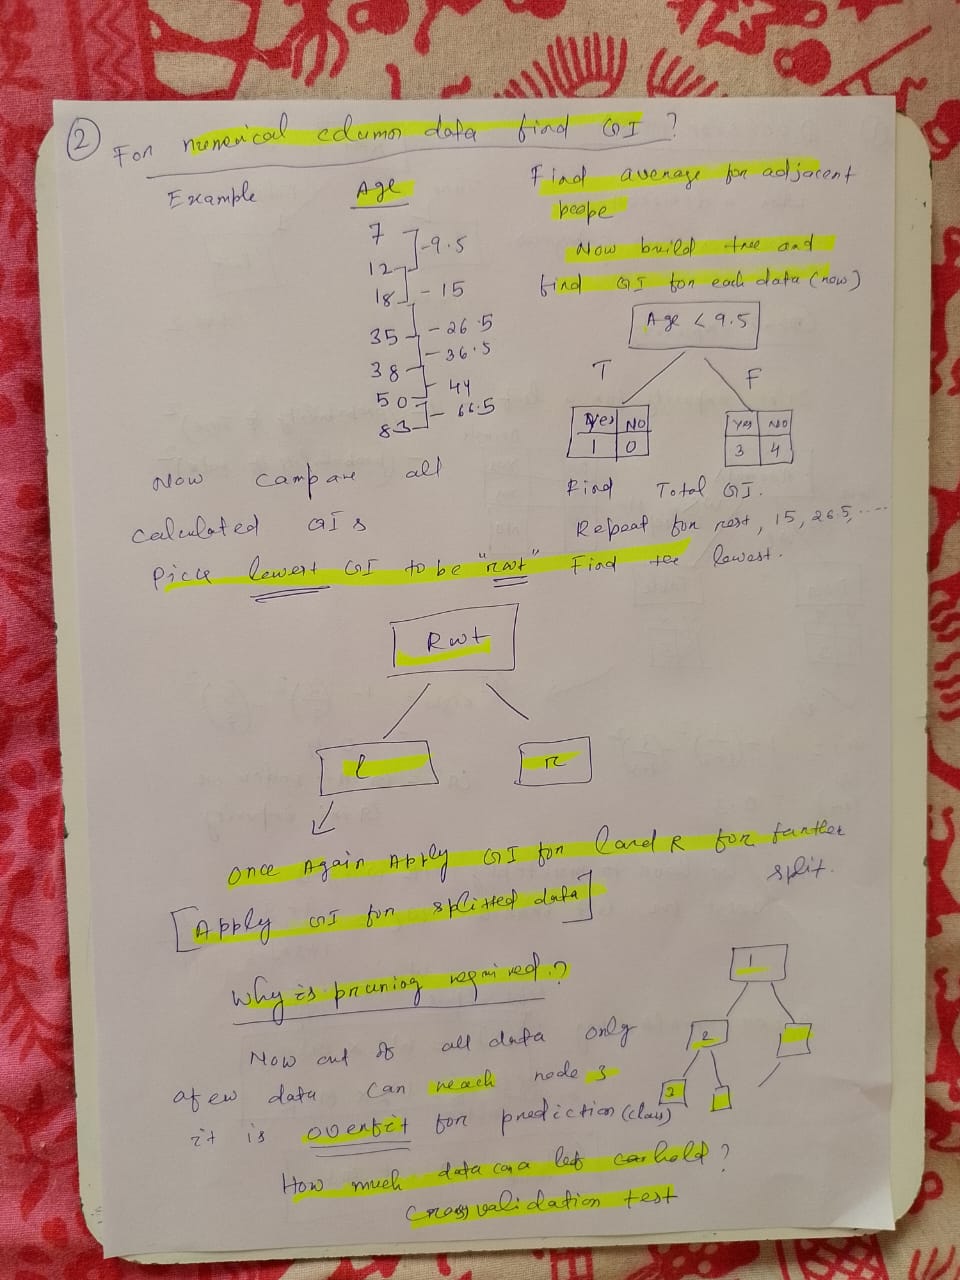 2
For numerical column data find GI ?
Example
Age
7
12
18
35
38
50
83
- 9.5
- 15
- 26.5
- 36.5
- 44
- 66.5
Find average for adjacent
peope
Now build tree and
find GI for each data (row)
Age < 9.5
T F
Yes No
1 0
Yes No
3 4
Find Total GI.
Repeat for rest, 15, 26.5, ....
Find the lowest.
Now compare all
calculated GIs
Pick lowest GI to be "root"
Root
l R
once Again Apply GI for l and R for further
split.
[Apply GI for splitted data]
Why is pruning required ?
1
2
3
Now out of all data only
a few data can reach node 3
it is overfit for prediction (class)
How much data can a lef can hold ?
Cross validation test